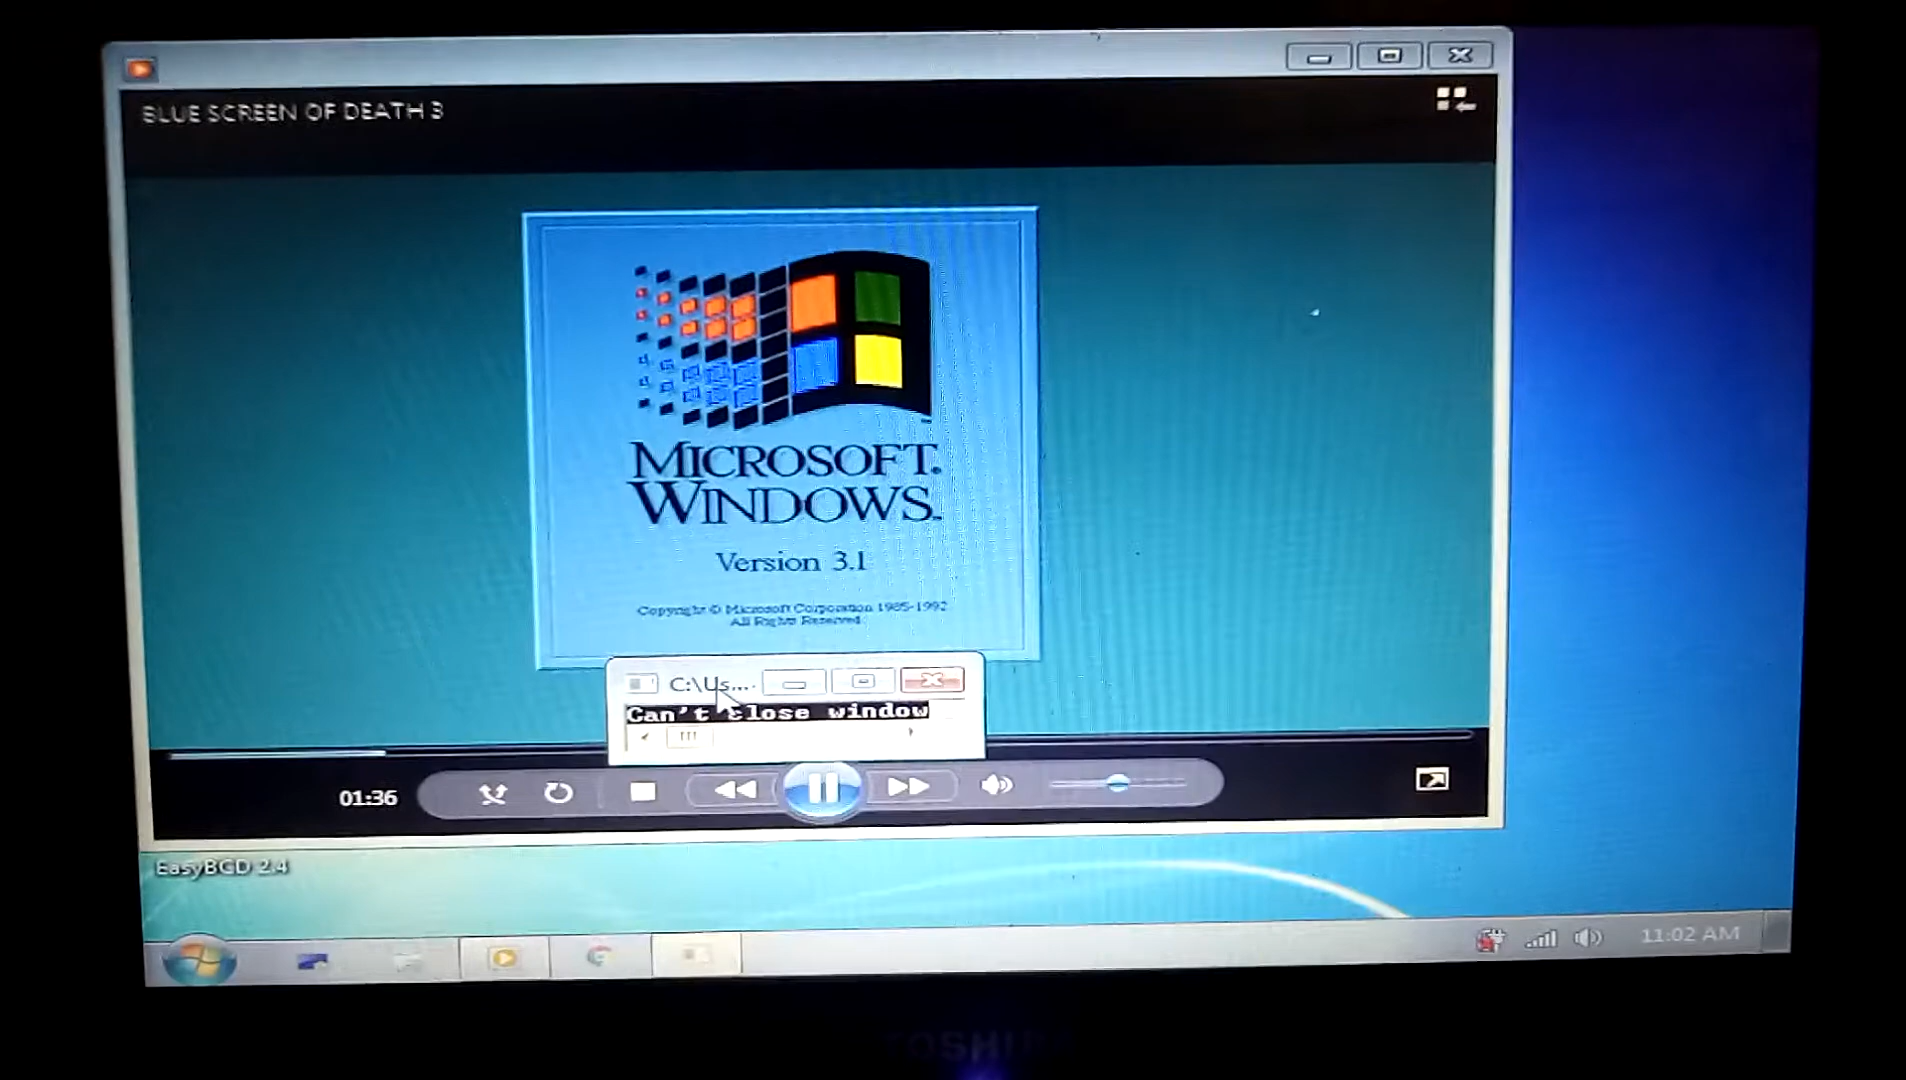 BLUE SCREEN OF DEATH 3
MICROSOFT.
WINDOWS.
Version 3.1
Copyright © Microsoft Corporation 1985-1992
All Rights Reserved.
C:\Us...
Can't close window
01:36
EasyBCD 2.4
11:02 AM
TOSHIBA